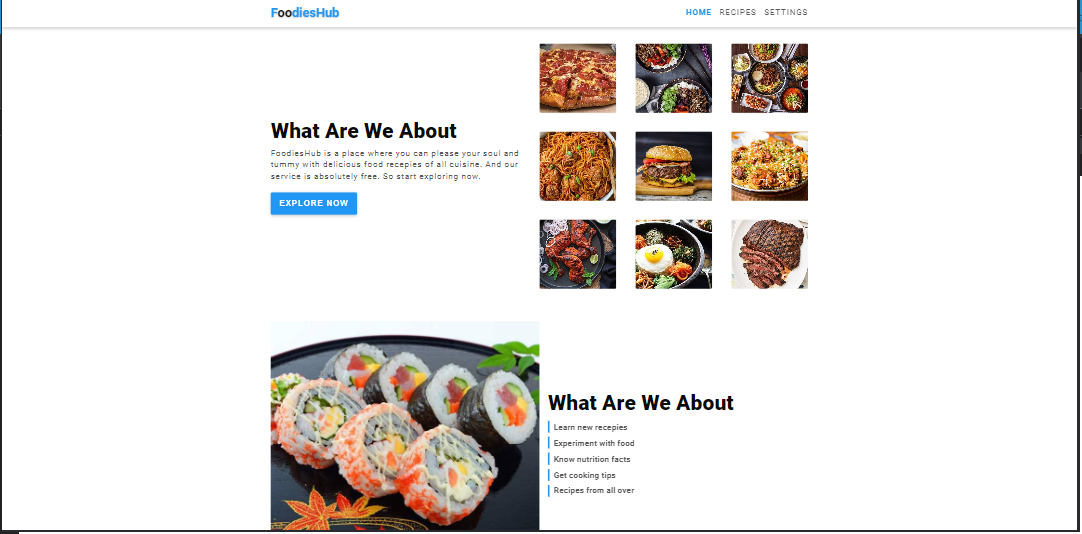 FoodiesHub
HOME RECIPES SETTINGS
What Are We About
FoodiesHub is a place where you can please your soul and
tummy with delicious food recepies of all cuisine. And our
service is absolutely free. So start exploring now.
EXPLORE NOW
What Are We About
Learn new recepies
Experiment with food
Know nutrition facts
Get cooking tips
Recipes from all over